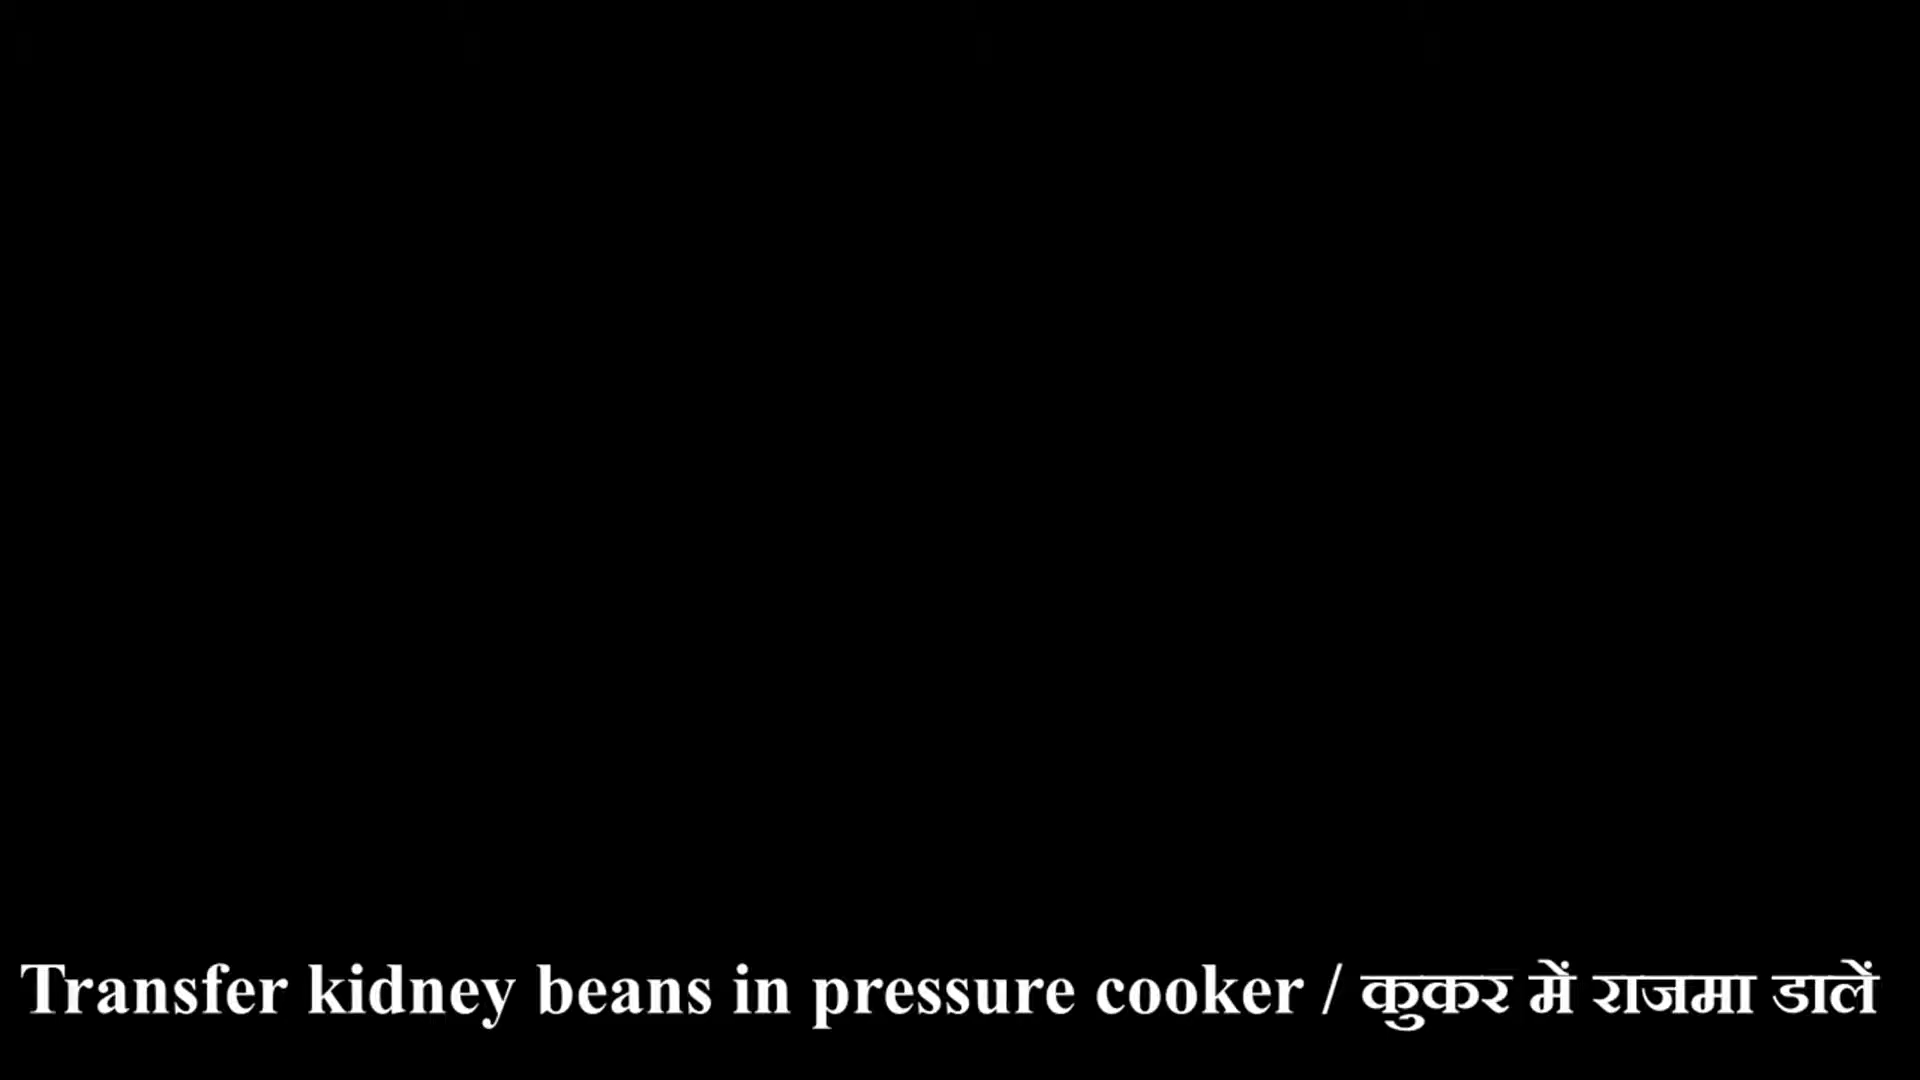 Transfer kidney beans in pressure cooker / कुकर में राजमा डालें